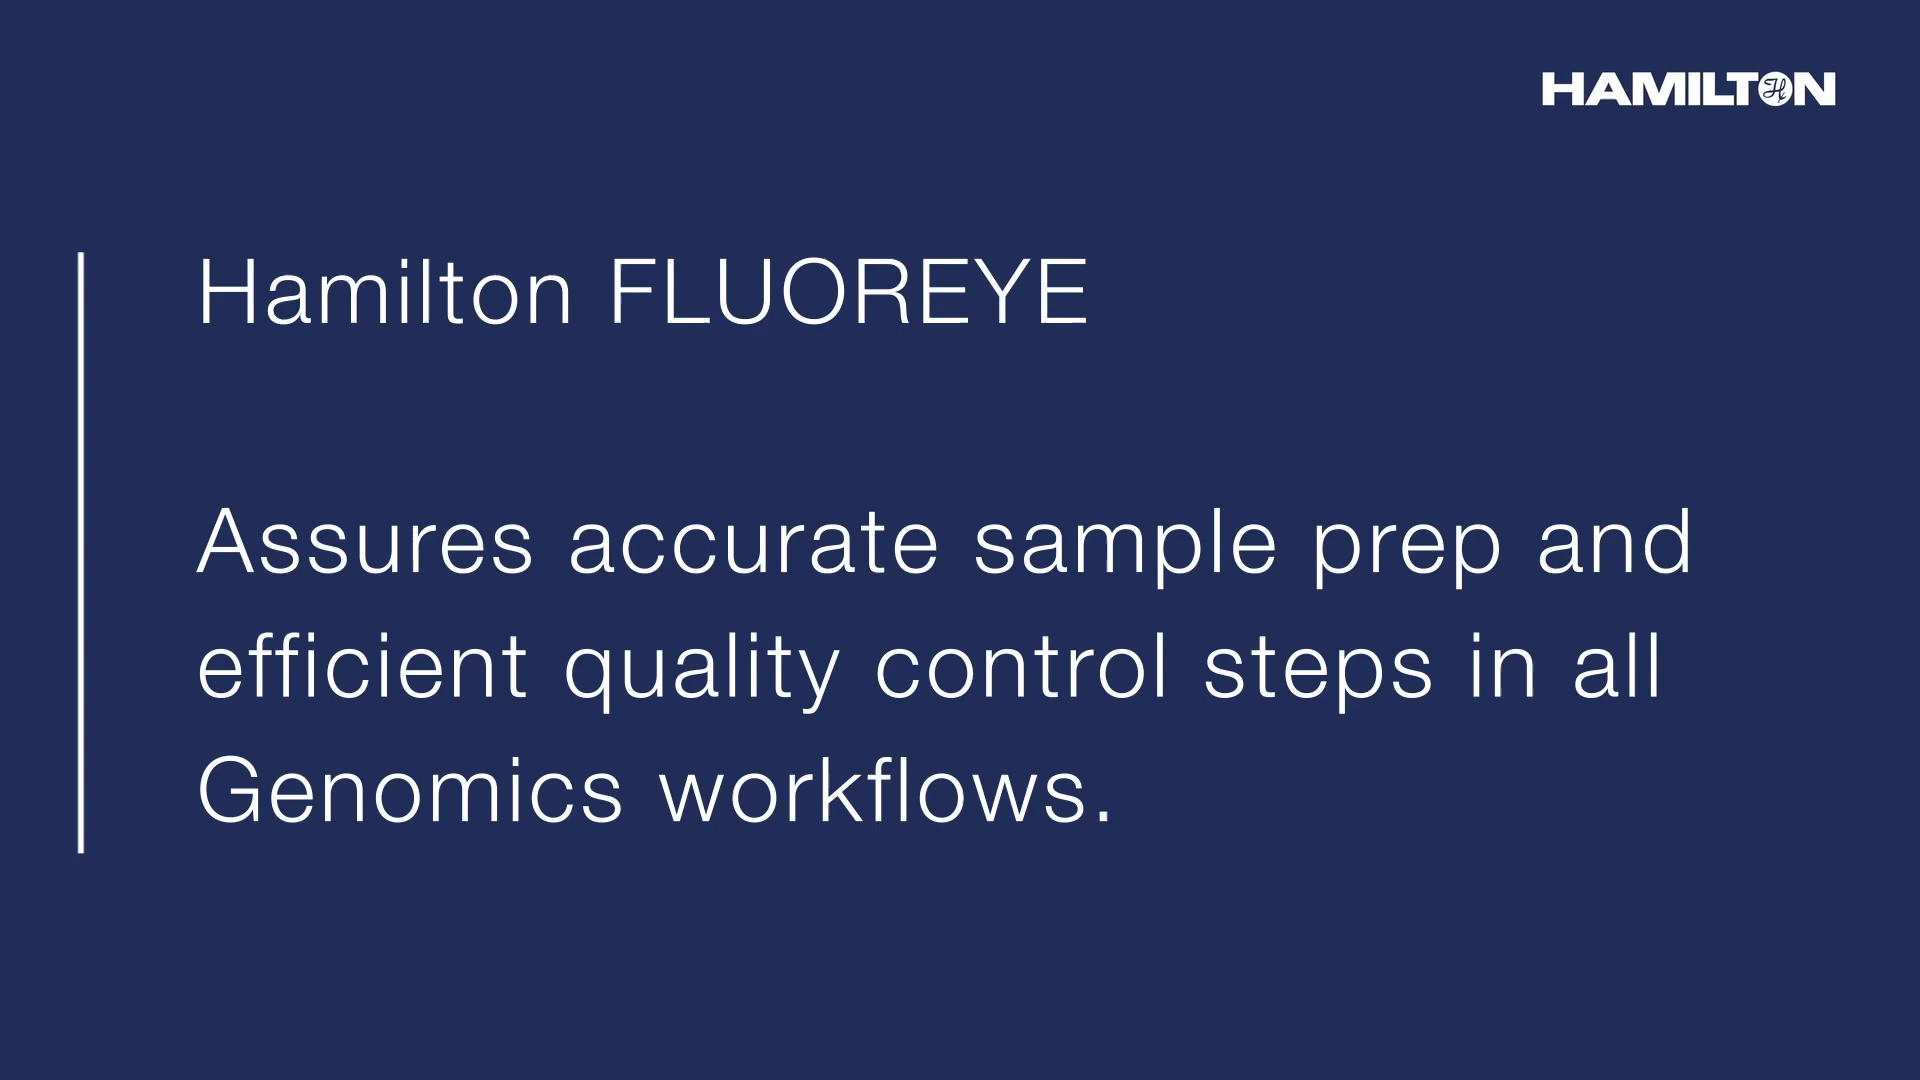 HAMILTON
Hamilton FLUOREYE
Assures accurate sample prep and
efficient quality control steps in all
Genomics workflows.